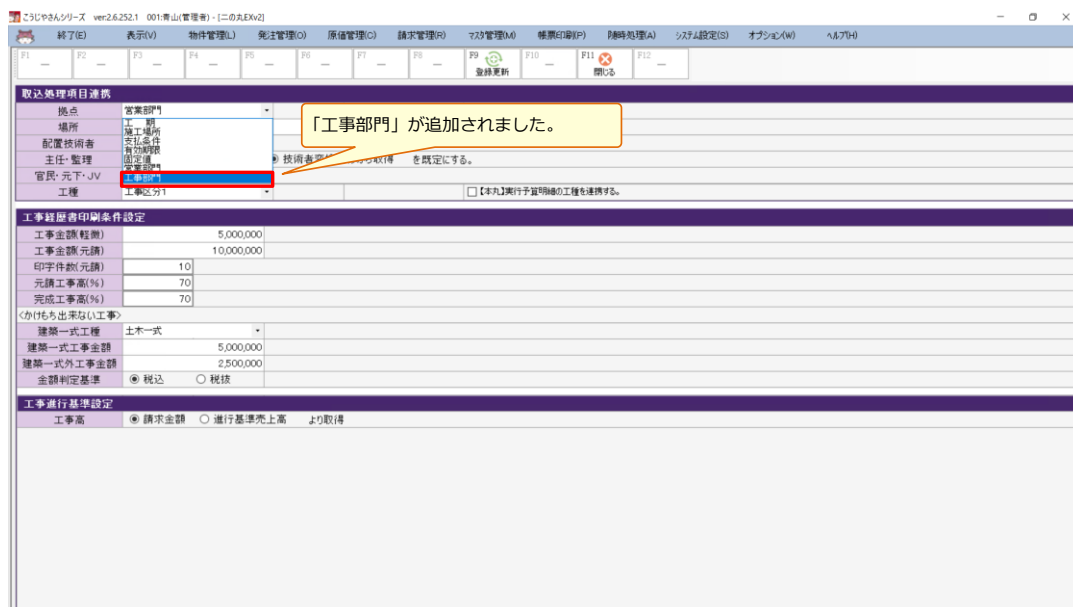 こうじやさんシリーズ ver:2.6.252.1 001:青山(管理者) - [二の丸EXv2]
終了(E) 表示(V) 物件管理(L) 発注管理(O) 原価管理(C) 請求管理(R) マスタ管理(M) 帳票印刷(P) 随時処理(A) システム設定(S) オプション(W) ヘルプ(H)
F1 F2 F3 F4 F5 F6 F7 F8 F9 登録更新 F10 F11 閉じる F12
取込処理項目連携
拠点 営業部門
「工事部門」が追加されました。
場所
工 期
施工場所
配置技術者
支払条件
有効期限
主任・監理
固定値
技術者
から取得 を既定にする。
官民・元下・JV
営業部門
工事部門
工種 工事区分1 【本丸】実行予算明細の工種を連携する。
工事経歴書印刷条件設定
工事金額(軽微) 5,000,000
工事金額(元請) 10,000,000
印字件数(元請) 10
元請工事高(%) 70
完成工事高(%) 70
<かけもち出来ない工事>
建築一式工種 土木一式
建築一式工事金額 5,000,000
建築一式外工事金額 2,500,000
金額判定基準 税込 税抜
工事進行基準設定
工事高 請求金額 進行基準売上高 より取得